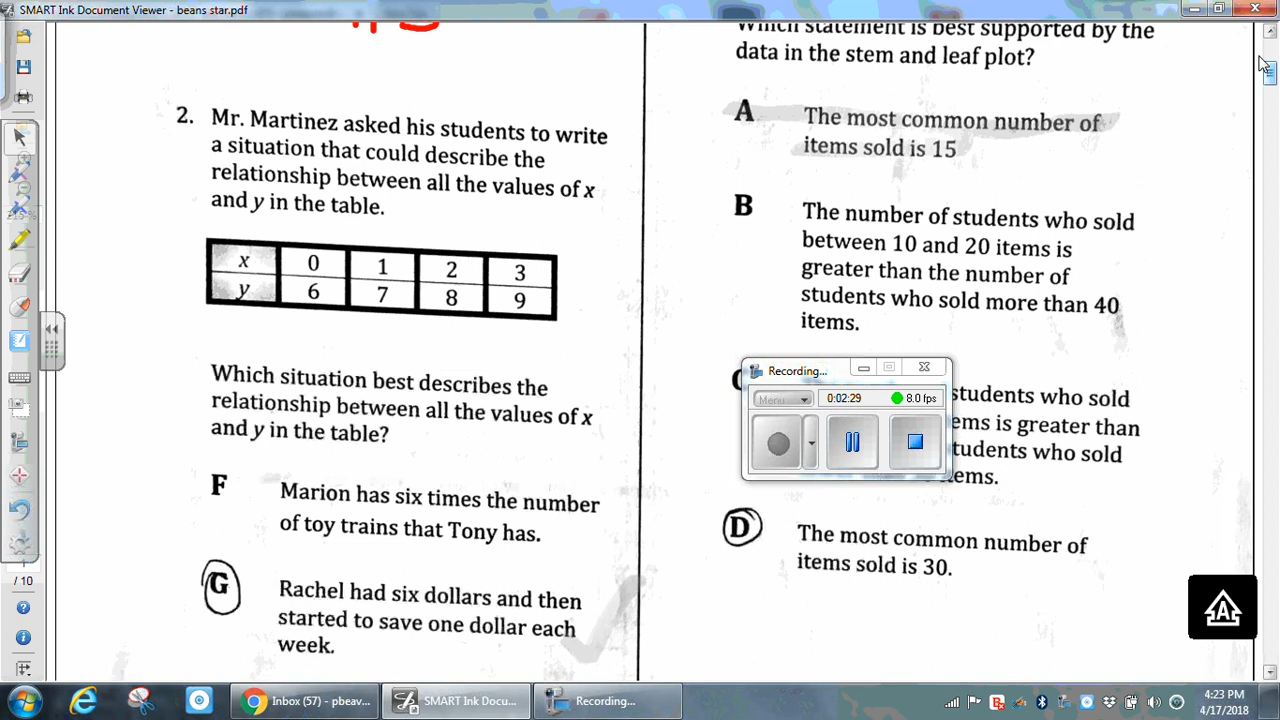 SMART Ink Document Viewer - beans star.pdf
2. Mr. Martinez asked his students to write
a situation that could describe the
relationship between all the values of x
and y in the table.
x 0 1 2 3
y 6 7 8 9
Which situation best describes the
relationship between all the values of x
and y in the table?
F Marion has six times the number
of toy trains that Tony has.
G Rachel had six dollars and then
started to save one dollar each
week.
Which statement is best supported by the
data in the stem and leaf plot?
A The most common number of
items sold is 15
B The number of students who sold
between 10 and 20 items is
greater than the number of
students who sold more than 40
items.
students who sold
is greater than
who sold
D The most common number of
items sold is 30.
Recording...
Menu 0:02:29 8.0 fps
/ 10
A
Inbox (57) - pbeav...
SMART Ink Docu...
Recording...
4:23 PM
4/17/2018